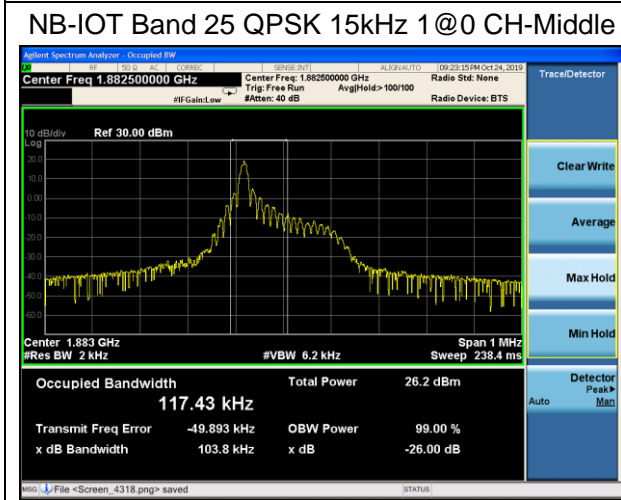 NB-IOT Band 25 QPSK 15kHz 1@0 CH-Middle
Agilent Spectrum Analyzer - Occupied BW
RF 50 Ω AC CORREC SENSE:INT ALIGNAUTO 09:23:15 PM Oct 24, 2019
Center Freq 1.882500000 GHz Center Freq: 1.882500000 GHz Radio Std: None Trace/Detector
Trig: Free Run Avg|Hold:>100/100
#IFGain:Low #Atten: 40 dB Radio Device: BTS
10 dB/div Ref 30.00 dBm
Log
20.0
10.0
0.00
-10.0
-20.0
-30.0
-40.0
-50.0
-60.0
Clear Write
Average
Max Hold
Min Hold
Center 1.883 GHz Span 1 MHz
#Res BW 2 kHz #VBW 6.2 kHz Sweep 238.4 ms
Occupied Bandwidth Total Power 26.2 dBm
117.43 kHz
Transmit Freq Error -49.893 kHz OBW Power 99.00 %
x dB Bandwidth 103.8 kHz x dB -26.00 dB
Detector
Peak▶
Auto Man
MSG File <Screen_4318.png> saved STATUS